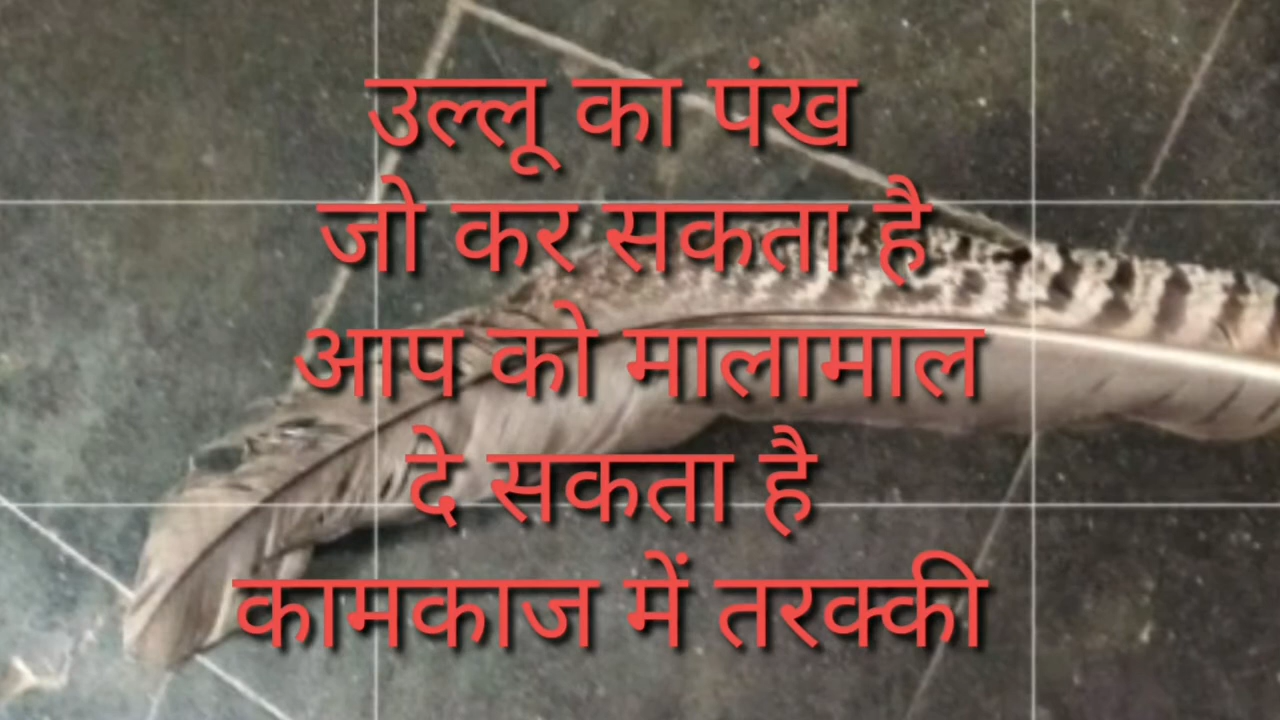 उल्लू का पंख
जो कर सकता है
आप को मालामाल
दे सकता है
कामकाज में तरक्की